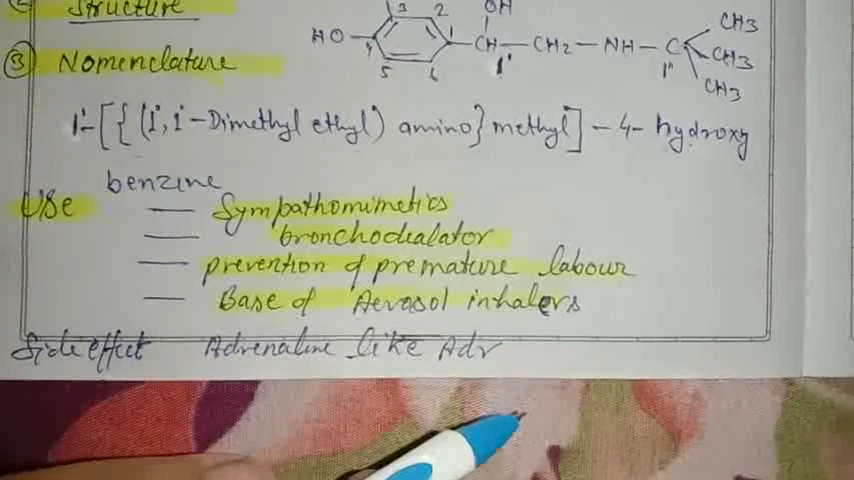 ② Structure
3 2 OH
HO 4 1 CH CH2 NH C CH3
5 6 1' 1" CH3
CH3
③ Nomenclature
1'-[{(1',1'-Dimethyl ethyl) amino} methyl] - 4- hydroxy
benzine
Use — Sympathomimetics
— bronchodealator
— prevention of premature labour
— Base of Aerosol inhalers
Side effect Adrenaline like Adr